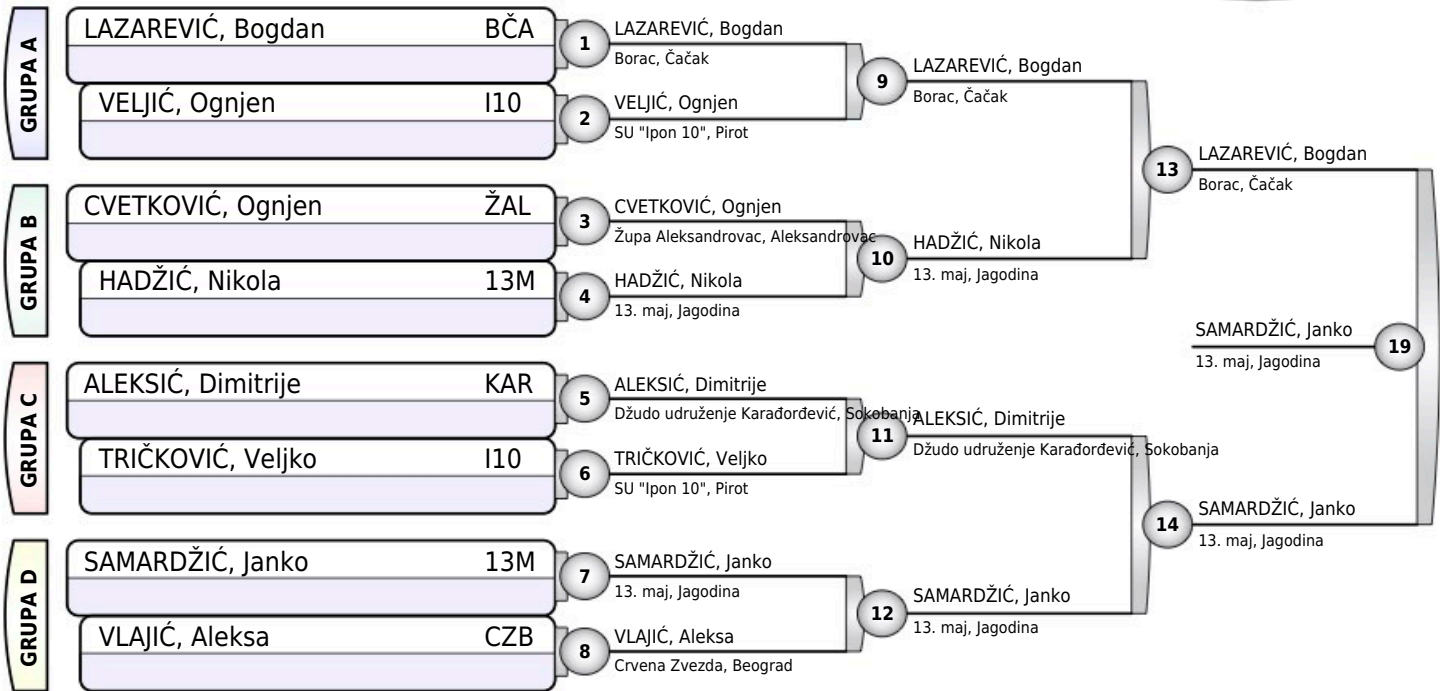 GRUPA A
LAZAREVIĆ, Bogdan BČA
VELJIĆ, Ognjen I10
GRUPA B
CVETKOVIĆ, Ognjen ŽAL
HADŽIĆ, Nikola 13M
GRUPA C
ALEKSIĆ, Dimitrije KAR
TRIČKOVIĆ, Veljko I10
GRUPA D
SAMARDŽIĆ, Janko 13M
VLAJIĆ, Aleksa CZB
1
LAZAREVIĆ, Bogdan
Borac, Čačak
2
VELJIĆ, Ognjen
SU "Ipon 10", Pirot
3
CVETKOVIĆ, Ognjen
Župa Aleksandrovac, Aleksandrovac
4
HADŽIĆ, Nikola
13. maj, Jagodina
5
ALEKSIĆ, Dimitrije
Džudo udruženje Karađorđević, Sokobanja
6
TRIČKOVIĆ, Veljko
SU "Ipon 10", Pirot
7
SAMARDŽIĆ, Janko
13. maj, Jagodina
8
VLAJIĆ, Aleksa
Crvena Zvezda, Beograd
9
LAZAREVIĆ, Bogdan
Borac, Čačak
10
HADŽIĆ, Nikola
13. maj, Jagodina
11
ALEKSIĆ, Dimitrije
Džudo udruženje Karađorđević, Sokobanja
12
SAMARDŽIĆ, Janko
13. maj, Jagodina
13
LAZAREVIĆ, Bogdan
Borac, Čačak
14
SAMARDŽIĆ, Janko
13. maj, Jagodina
SAMARDŽIĆ, Janko
13. maj, Jagodina
19